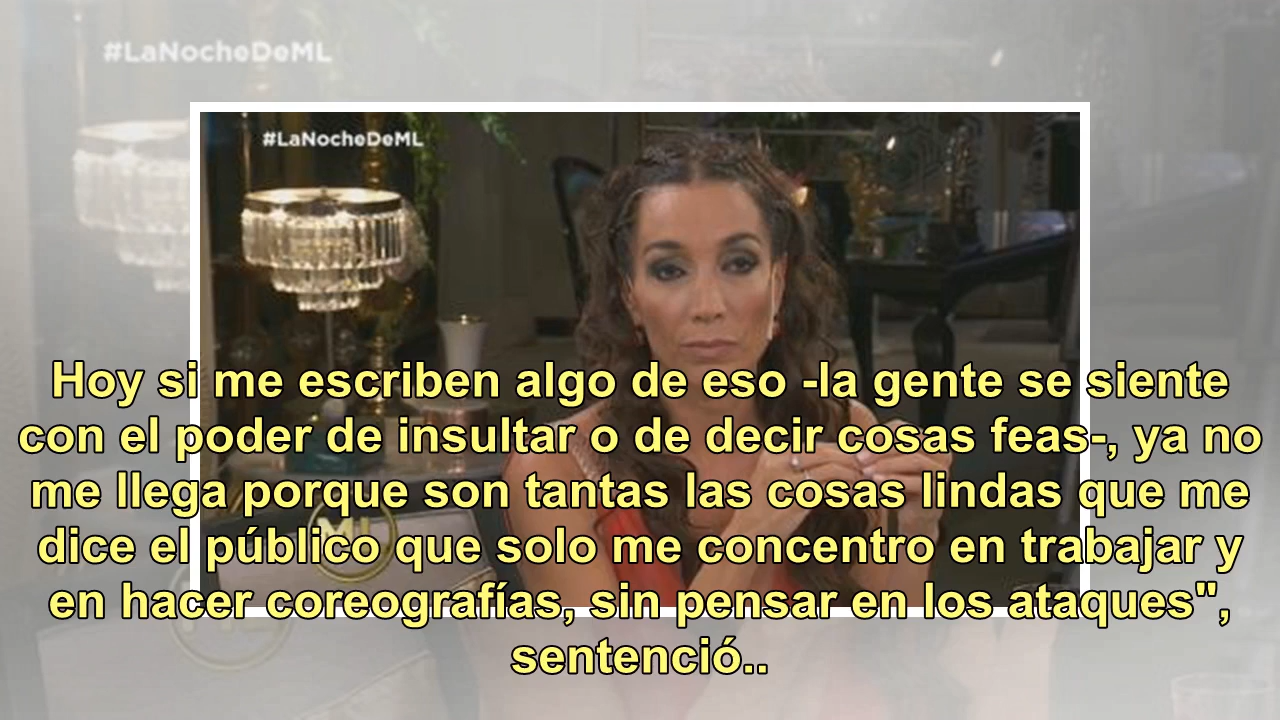 #LaNocheDeML
#LaNocheDeML
ML
Hoy si me escriben algo de eso -la gente se siente
con el poder de insultar o de decir cosas feas-, ya no
me llega porque son tantas las cosas lindas que me
dice el público que solo me concentro en trabajar y
en hacer coreografías, sin pensar en los ataques",
sentenció..